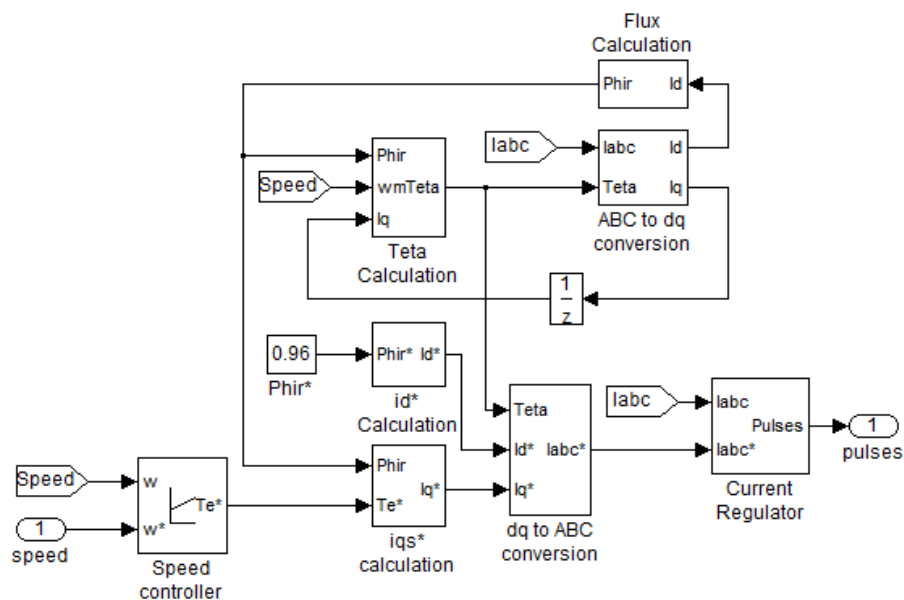 Flux
Calculation
Phir Id
Iabc
Iabc Id
Teta Iq
ABC to dq
conversion
Phir
Speed
wmTeta
Iq
Teta
Calculation
1
z
0.96
Phir*
Phir* Id*
id*
Calculation
Teta
Id* Iabc*
Iq*
dq to ABC
conversion
Iabc
Iabc
Pulses
Iabc*
Current
Regulator
1
pulses
Phir
Iq*
Te*
iqs*
calculation
Speed
w
Te*
w*
1
speed
Speed
controller